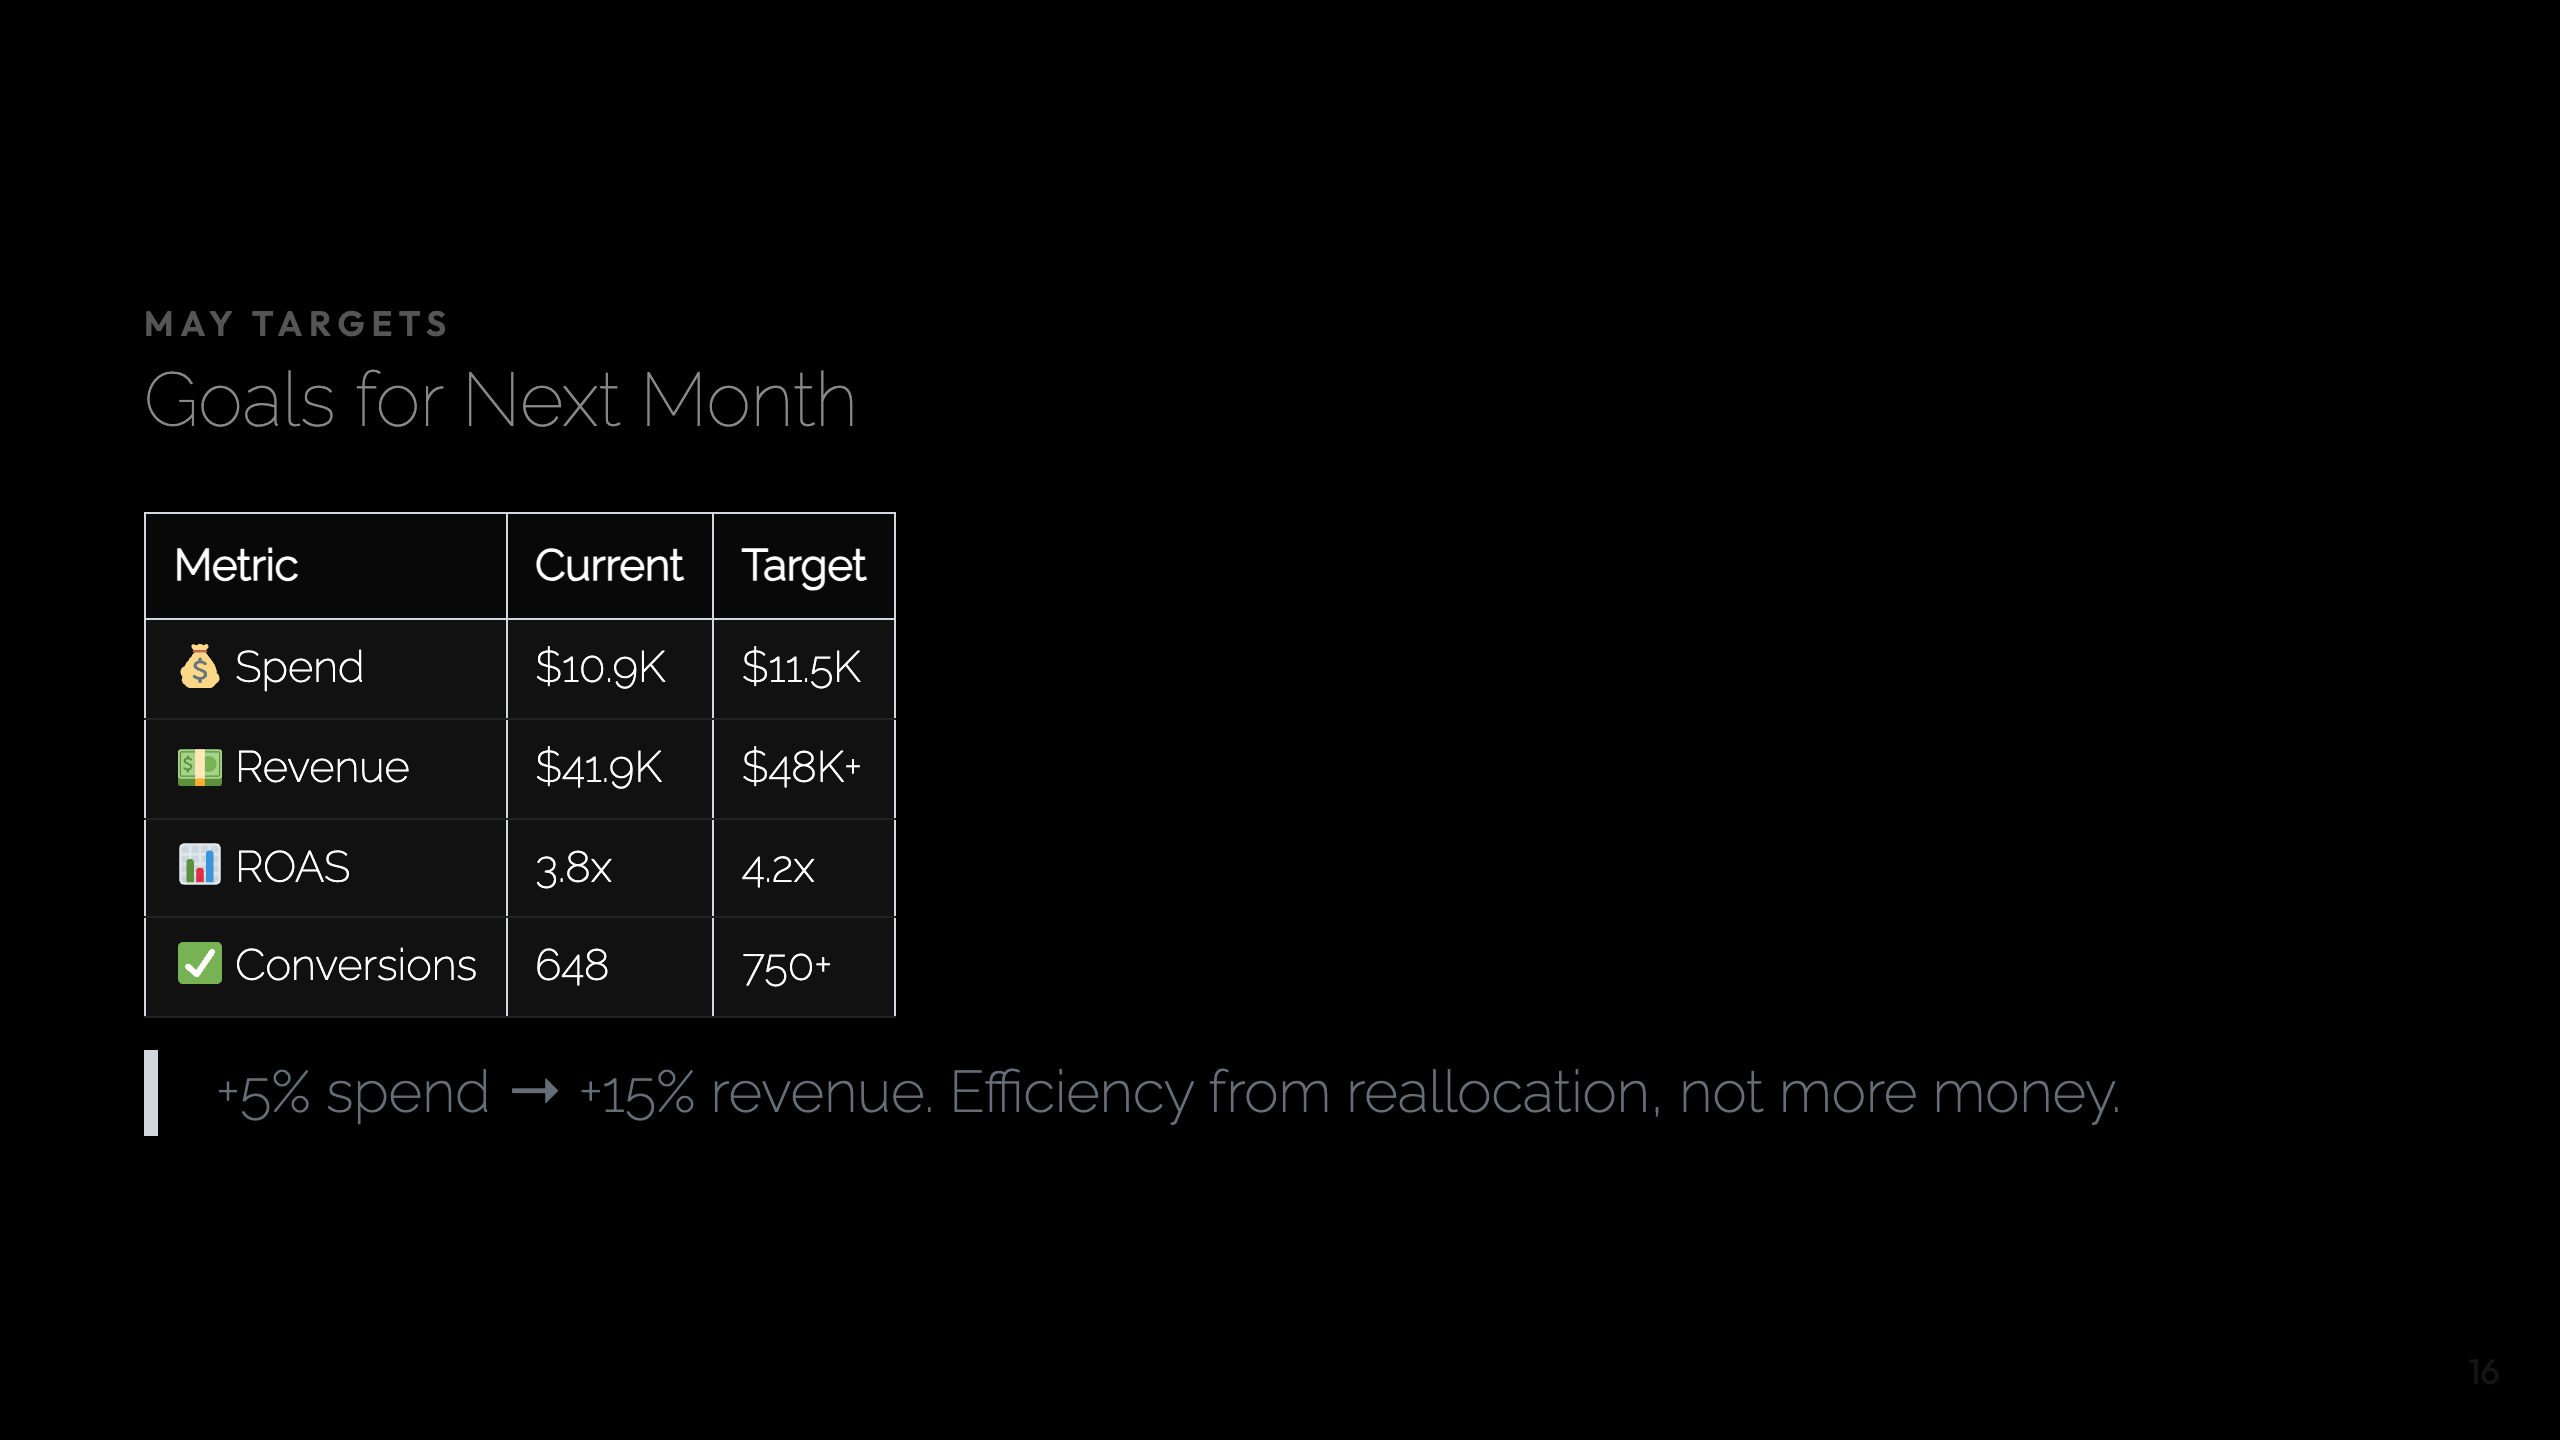 MAY TARGETS
Goals for Next Month
Metric Current Target
💰 Spend $10.9K $11.5K
💵 Revenue $41.9K $48K+
📊 ROAS 3.8x 4.2x
✅ Conversions 648 750+
+5% spend → +15% revenue. Efficiency from reallocation, not more money.
16